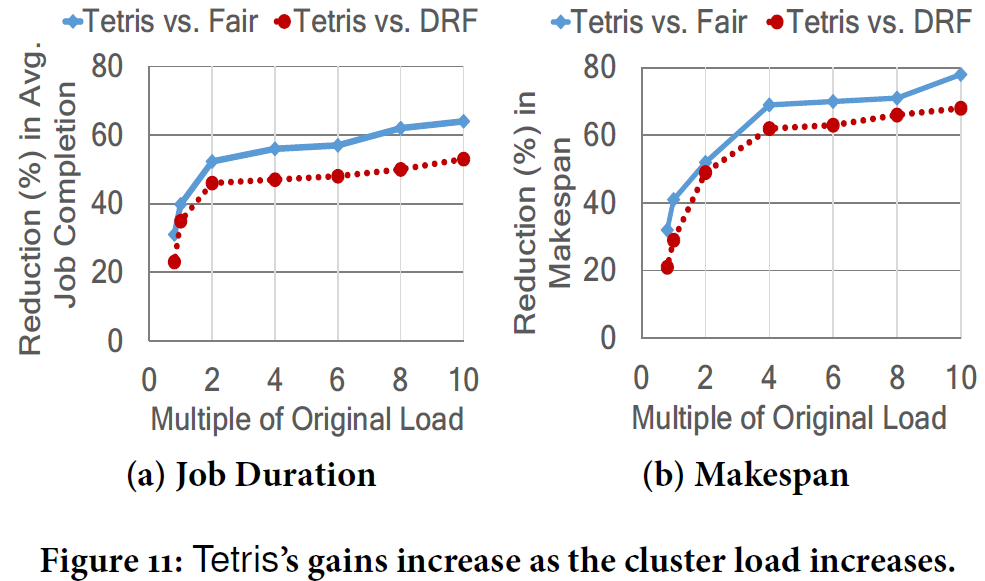 Tetris vs. Fair Tetris vs. DRF
Reduction (%) in Avg.
Job Completion
80
60
40
20
0
0 2 4 6 8 10
Multiple of Original Load
(a) Job Duration
Tetris vs. Fair Tetris vs. DRF
Reduction (%) in
Makespan
80
60
40
20
0
0 2 4 6 8 10
Multiple of Original Load
(b) Makespan
Figure 11: Tetris's gains increase as the cluster load increases.